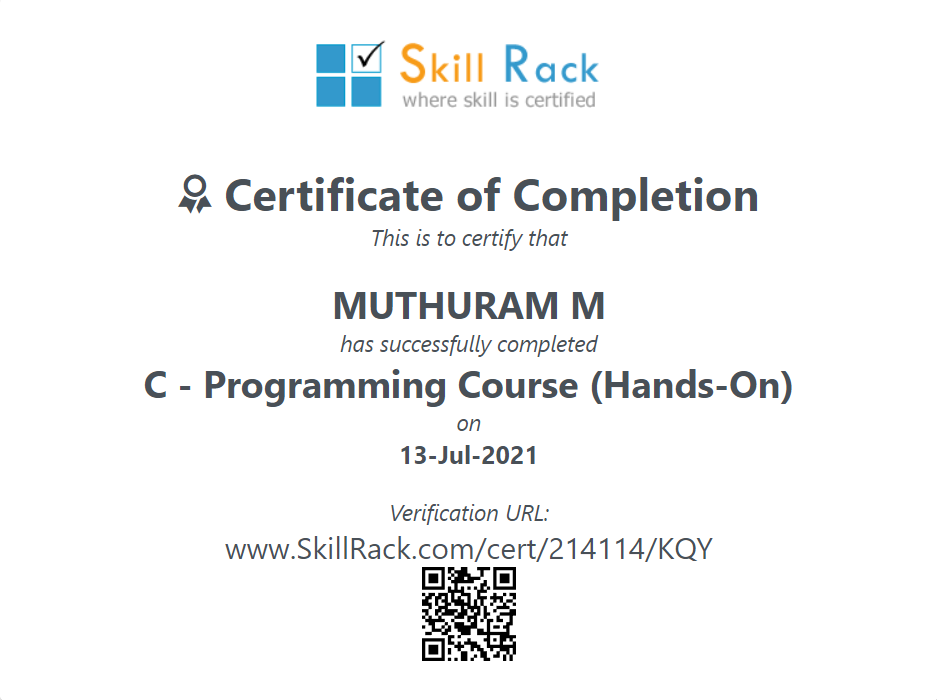 Skill Rack
where skill is certified
Certificate of Completion
This is to certify that
MUTHURAM M
has successfully completed
C - Programming Course (Hands-On)
on
13-Jul-2021
Verification URL:
www.SkillRack.com/cert/214114/KQY